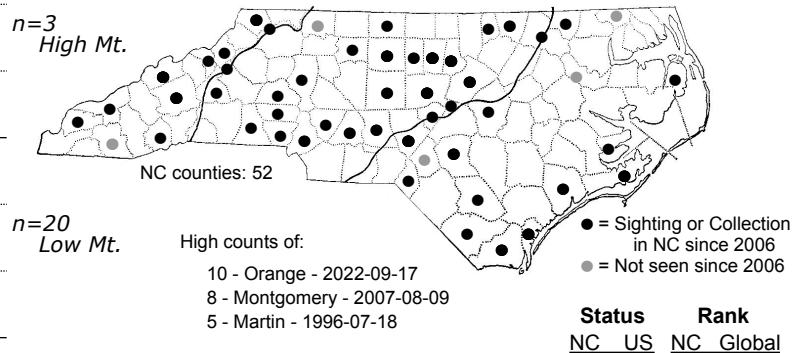 n=3
High Mt.
NC counties: 52
n=20
Low Mt.
High counts of:
10 - Orange - 2022-09-17
8 - Montgomery - 2007-08-09
5 - Martin - 1996-07-18
= Sighting or Collection
in NC since 2006
= Not seen since 2006
Status Rank
NC US NC Global